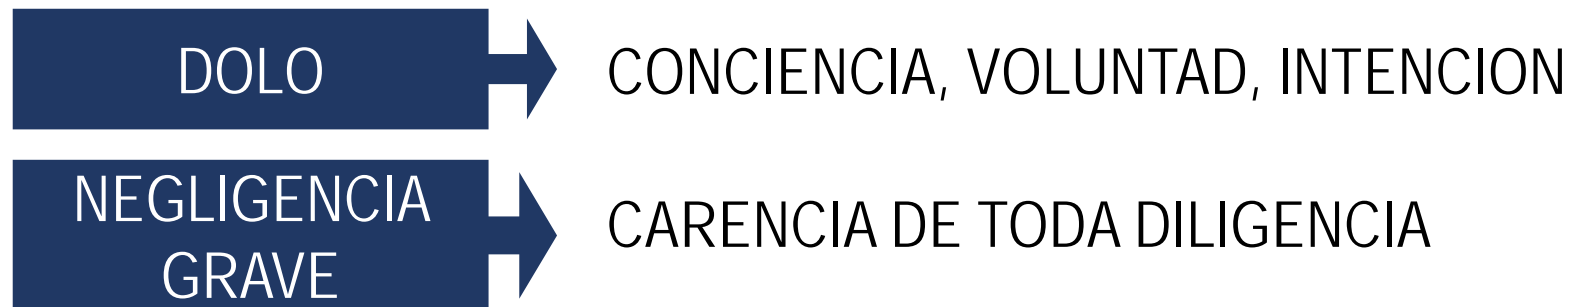 DOLO
CONCIENCIA, VOLUNTAD, INTENCION
NEGLIGENCIA
GRAVE
CARENCIA DE TODA DILIGENCIA